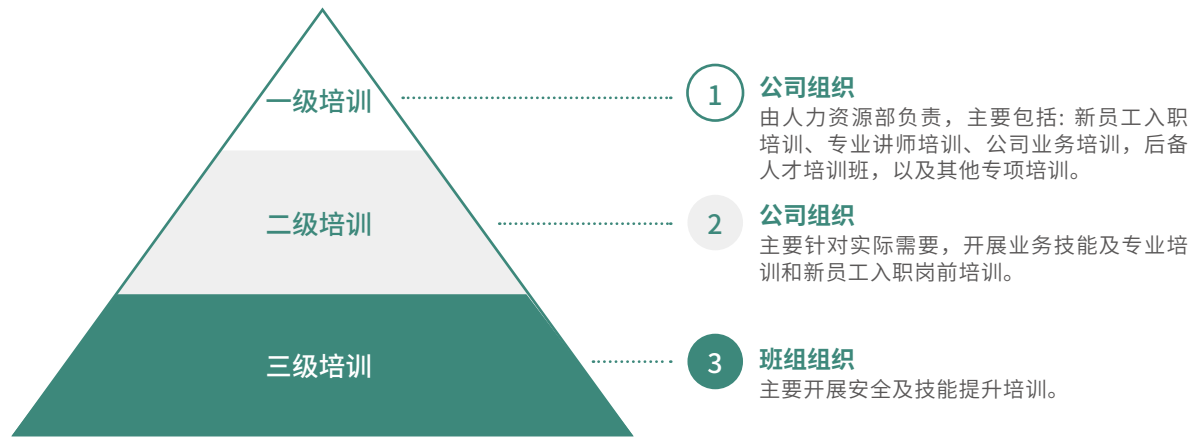 一级培训
1
公司组织
由人力资源部负责，主要包括: 新员工入职
培训、专业讲师培训、公司业务培训，后备
人才培训班，以及其他专项培训。
二级培训
2
公司组织
主要针对实际需要，开展业务技能及专业培
训和新员工入职岗前培训。
三级培训
3
班组组织
主要开展安全及技能提升培训。